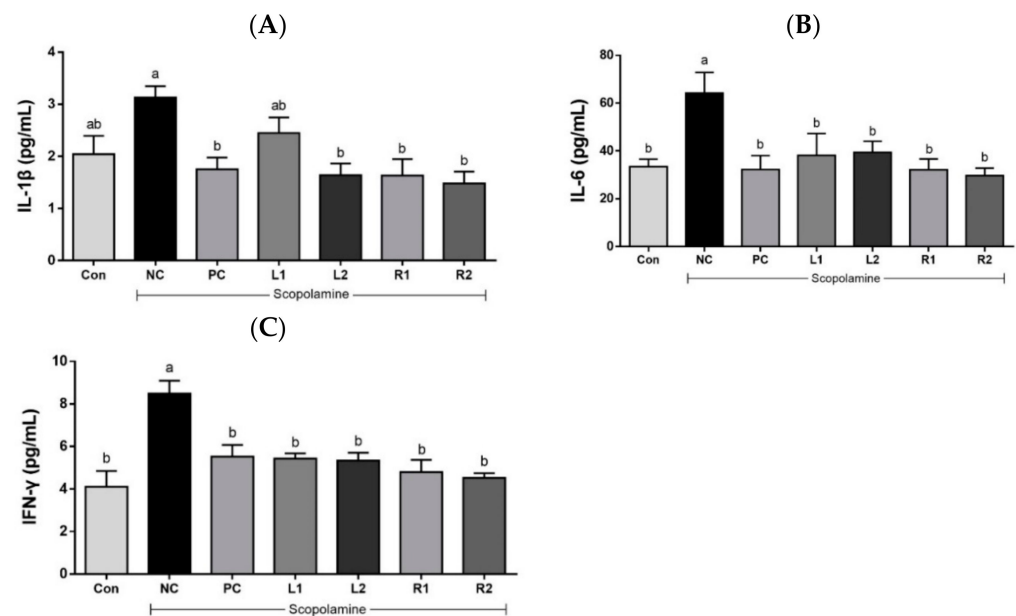 (A)
IL-1β (pg/mL)
4
3
2
1
0
ab
a
b
ab
b
b
b
Con NC PC L1 L2 R1 R2
Scopolamine
(B)
IL-6 (pg/mL)
80
60
40
20
0
b
a
b
b
b
b
b
Con NC PC L1 L2 R1 R2
Scopolamine
(C)
IFN-γ (pg/mL)
10
8
6
4
2
0
b
a
b
b
b
b
b
Con NC PC L1 L2 R1 R2
Scopolamine